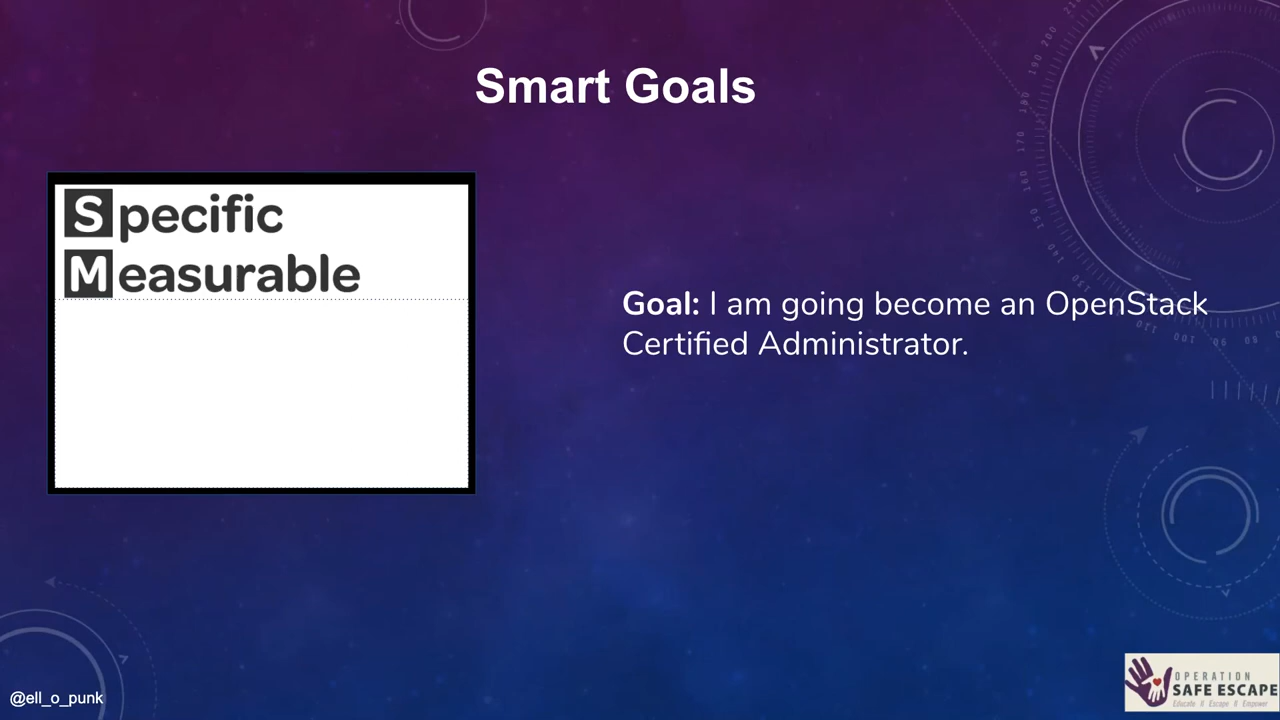 Smart Goals
Specific
Measurable
Goal: I am going become an OpenStack
Certified Administrator.
@ell_o_punk
OPERATION
SAFE ESCAPE
Educate // Escape // Empower